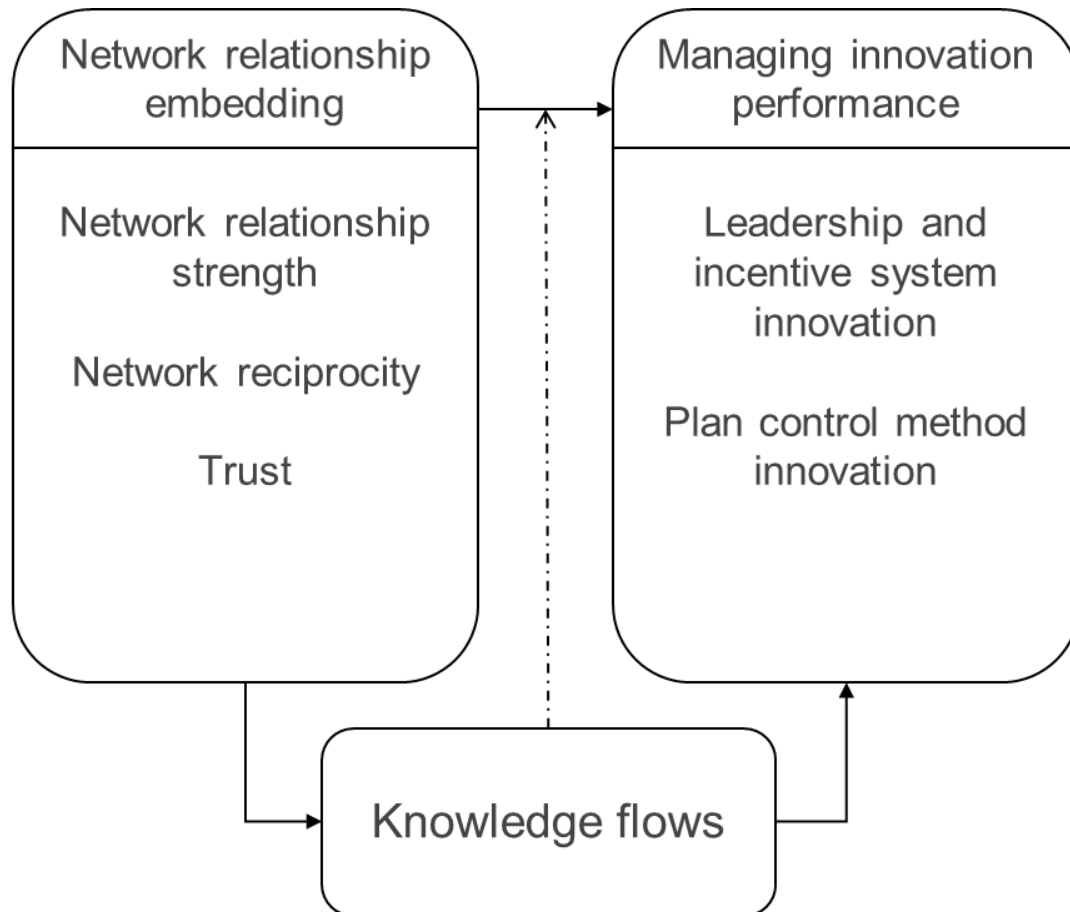 Network relationship
embedding
Network relationship
strength
Network reciprocity
Trust
Managing innovation
performance
Leadership and
incentive system
innovation
Plan control method
innovation
Knowledge flows